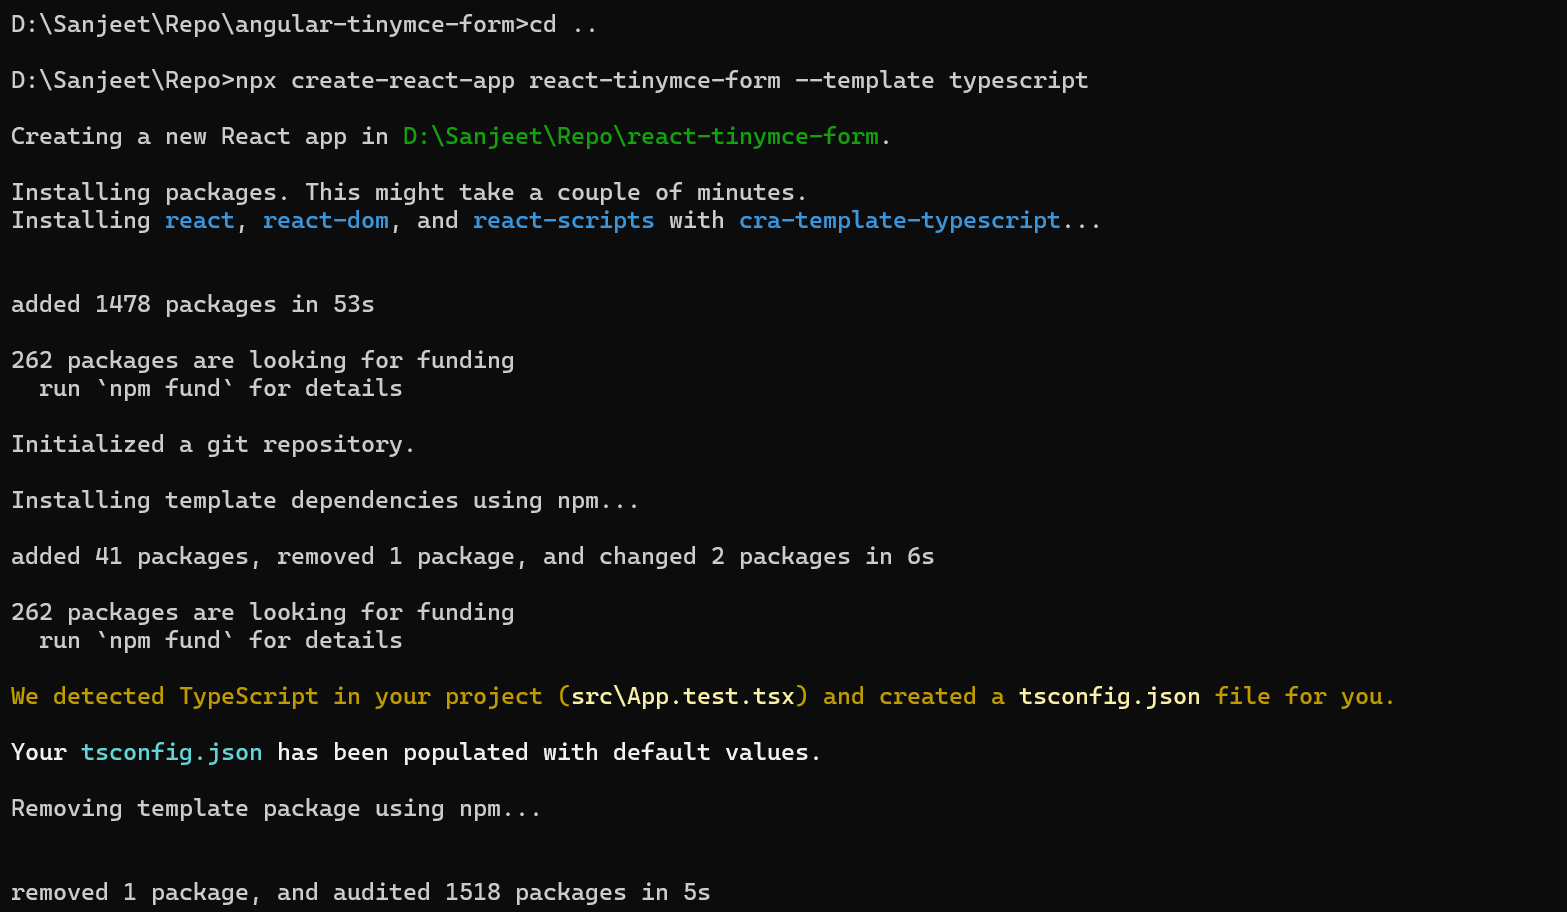 D:\Sanjeet\Repo\angular-tinymce-form>cd ..
D:\Sanjeet\Repo>npx create-react-app react-tinymce-form --template typescript
Creating a new React app in D:\Sanjeet\Repo\react-tinymce-form.
Installing packages. This might take a couple of minutes.
Installing react, react-dom, and react-scripts with cra-template-typescript...
added 1478 packages in 53s
262 packages are looking for funding
  run `npm fund` for details
Initialized a git repository.
Installing template dependencies using npm...
added 41 packages, removed 1 package, and changed 2 packages in 6s
262 packages are looking for funding
  run `npm fund` for details
We detected TypeScript in your project (src\App.test.tsx) and created a tsconfig.json file for you.
Your tsconfig.json has been populated with default values.
Removing template package using npm...
removed 1 package, and audited 1518 packages in 5s